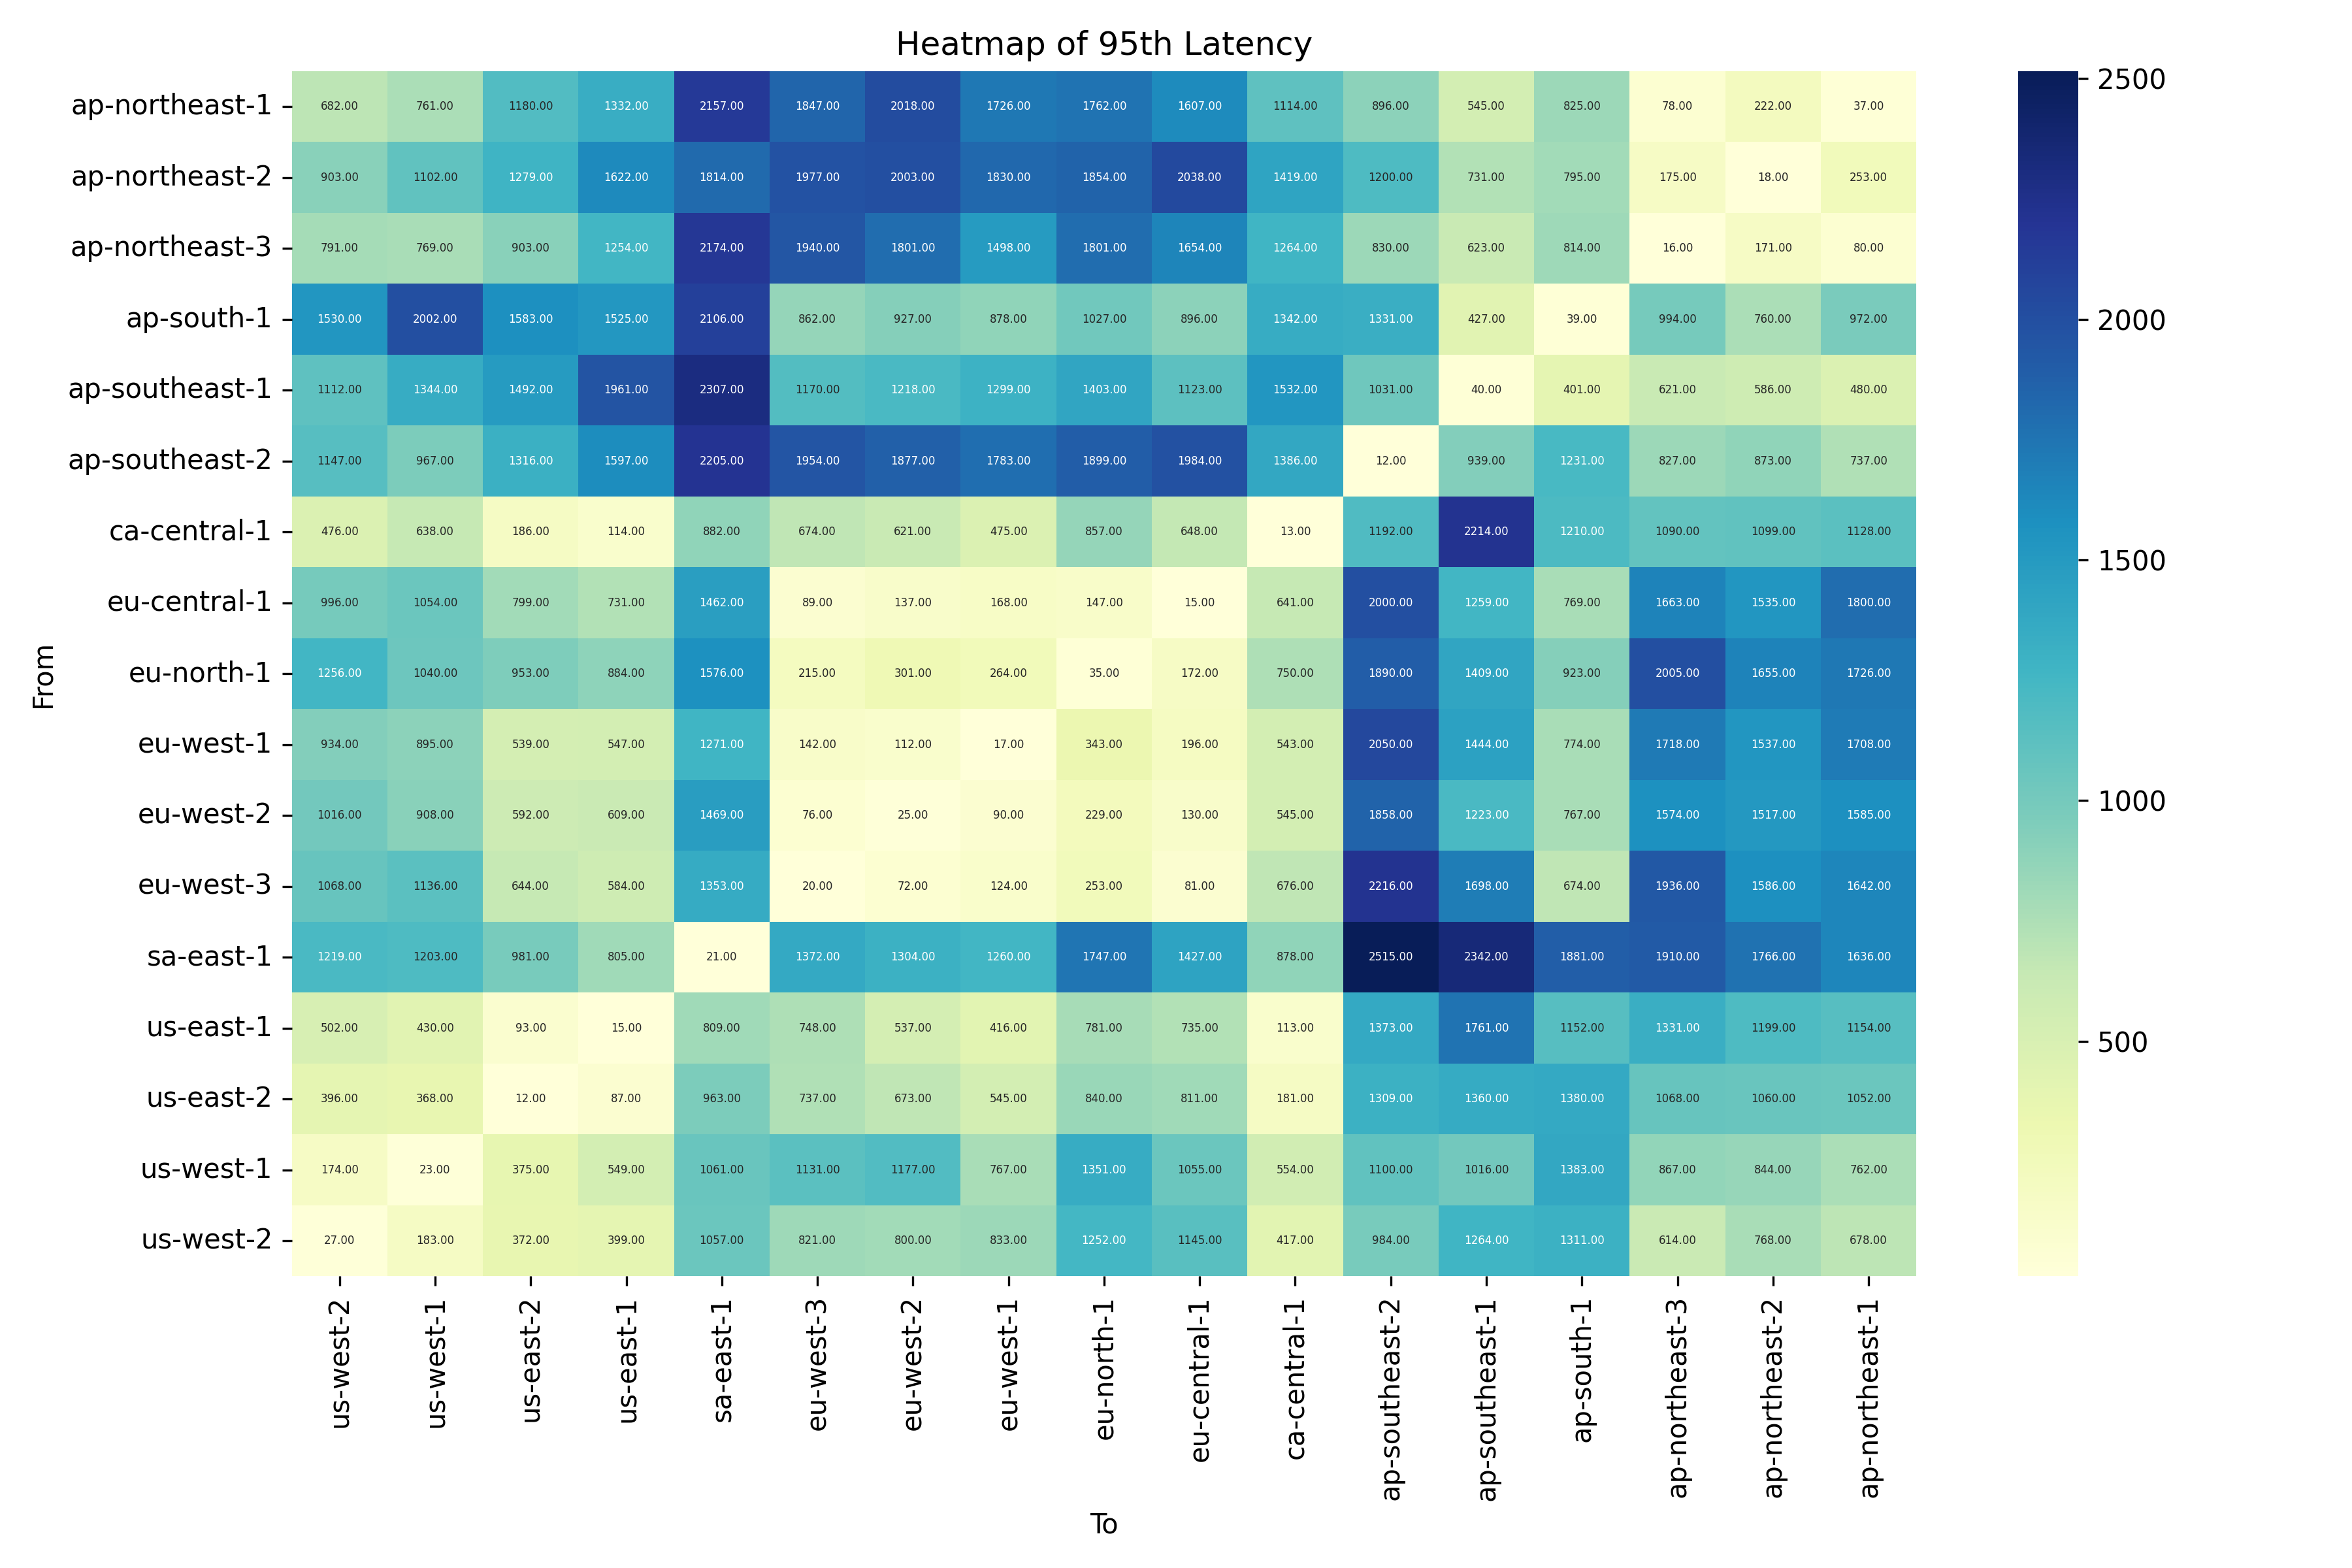 Heatmap of 95th Latency
ap-northeast-1 682.00 761.00 1180.00 1332.00 2157.00 1847.00 2018.00 1726.00 1762.00 1607.00 1114.00 896.00 545.00 825.00 78.00 222.00 37.00
ap-northeast-2 903.00 1102.00 1279.00 1622.00 1814.00 1977.00 2003.00 1830.00 1854.00 2038.00 1419.00 1200.00 731.00 795.00 175.00 18.00 253.00
ap-northeast-3 791.00 769.00 903.00 1254.00 2174.00 1940.00 1801.00 1498.00 1801.00 1654.00 1264.00 830.00 623.00 814.00 16.00 171.00 80.00
ap-south-1 1530.00 2002.00 1583.00 1525.00 2106.00 862.00 927.00 878.00 1027.00 896.00 1342.00 1331.00 427.00 39.00 994.00 760.00 972.00
ap-southeast-1 1112.00 1344.00 1492.00 1961.00 2307.00 1170.00 1218.00 1299.00 1403.00 1123.00 1532.00 1031.00 40.00 401.00 621.00 586.00 480.00
ap-southeast-2 1147.00 967.00 1316.00 1597.00 2205.00 1954.00 1877.00 1783.00 1899.00 1984.00 1386.00 12.00 939.00 1231.00 827.00 873.00 737.00
ca-central-1 476.00 638.00 186.00 114.00 882.00 674.00 621.00 475.00 857.00 648.00 13.00 1192.00 2214.00 1210.00 1090.00 1099.00 1128.00
eu-central-1 996.00 1054.00 799.00 731.00 1462.00 89.00 137.00 168.00 147.00 15.00 641.00 2000.00 1259.00 769.00 1663.00 1535.00 1800.00
eu-north-1 1256.00 1040.00 953.00 884.00 1576.00 215.00 301.00 264.00 35.00 172.00 750.00 1890.00 1409.00 923.00 2005.00 1655.00 1726.00
eu-west-1 934.00 895.00 539.00 547.00 1271.00 142.00 112.00 17.00 343.00 196.00 543.00 2050.00 1444.00 774.00 1718.00 1537.00 1708.00
eu-west-2 1016.00 908.00 592.00 609.00 1469.00 76.00 25.00 90.00 229.00 130.00 545.00 1858.00 1223.00 767.00 1574.00 1517.00 1585.00
eu-west-3 1068.00 1136.00 644.00 584.00 1353.00 20.00 72.00 124.00 253.00 81.00 676.00 2216.00 1698.00 674.00 1936.00 1586.00 1642.00
sa-east-1 1219.00 1203.00 981.00 805.00 21.00 1372.00 1304.00 1260.00 1747.00 1427.00 878.00 2515.00 2342.00 1881.00 1910.00 1766.00 1636.00
us-east-1 502.00 430.00 93.00 15.00 809.00 748.00 537.00 416.00 781.00 735.00 113.00 1373.00 1761.00 1152.00 1331.00 1199.00 1154.00
us-east-2 396.00 368.00 12.00 87.00 963.00 737.00 673.00 545.00 840.00 811.00 181.00 1309.00 1360.00 1380.00 1068.00 1060.00 1052.00
us-west-1 174.00 23.00 375.00 549.00 1061.00 1131.00 1177.00 767.00 1351.00 1055.00 554.00 1100.00 1016.00 1383.00 867.00 844.00 762.00
us-west-2 27.00 183.00 372.00 399.00 1057.00 821.00 800.00 833.00 1252.00 1145.00 417.00 984.00 1264.00 1311.00 614.00 768.00 678.00
From
us-west-2
us-west-1
us-east-2
us-east-1
sa-east-1
eu-west-3
eu-west-2
eu-west-1
eu-north-1
eu-central-1
ca-central-1
ap-southeast-2
ap-southeast-1
ap-south-1
ap-northeast-3
ap-northeast-2
ap-northeast-1
To
2500
2000
1500
1000
500